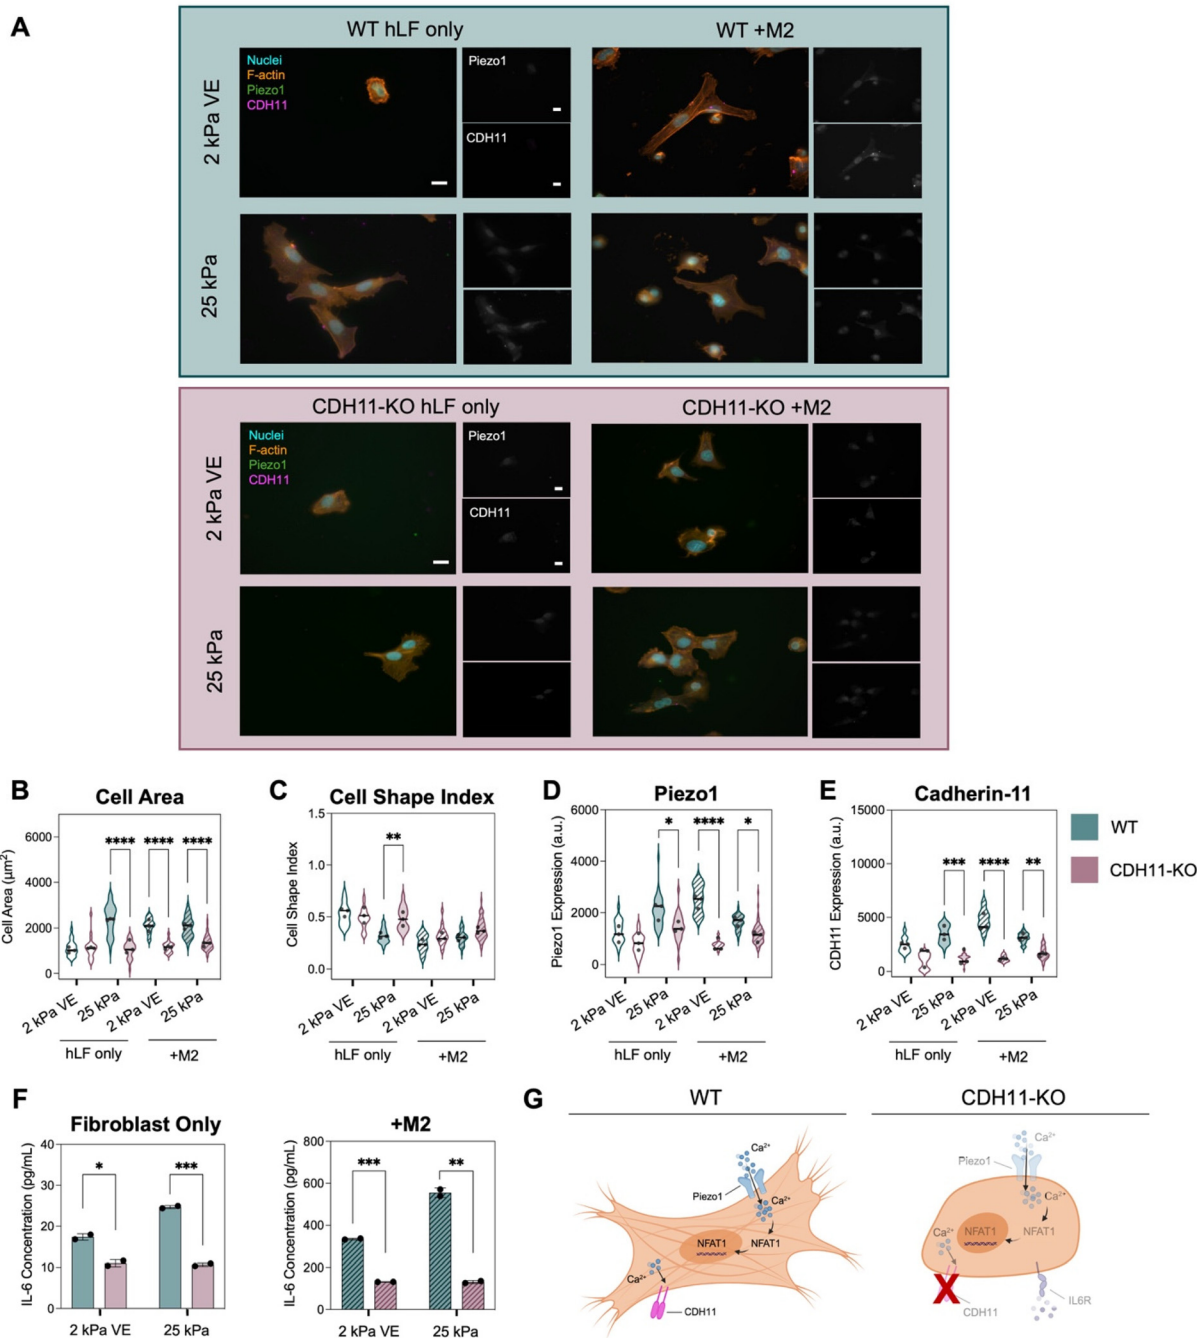 A
WT hLF only
WT +M2
2 kPa VE
Nuclei
F-actin
Piezo1
CDH11
Piezo1
CDH11
25 kPa
CDH11-KO hLF only
CDH11-KO +M2
2 kPa VE
Nuclei
F-actin
Piezo1
CDH11
Piezo1
CDH11
25 kPa
B
Cell Area
Cell Area (µm²)
6000
4000
2000
0
**** **** ****
2 kPa VE
25 kPa
2 kPa VE
25 kPa
hLF only
+M2
C
Cell Shape Index
Cell Shape Index
1.5
1.0
0.5
0.0
**
2 kPa VE
25 kPa
2 kPa VE
25 kPa
hLF only
+M2
D
Piezo1
Piezo1 Expression (a.u.)
6000
4000
2000
0
* **** *
2 kPa VE
25 kPa
2 kPa VE
25 kPa
hLF only
+M2
E
Cadherin-11
CDH11 Expression (a.u.)
15000
10000
5000
0
*** **** **
2 kPa VE
25 kPa
2 kPa VE
25 kPa
hLF only
+M2
WT
CDH11-KO
F
Fibroblast Only
IL-6 Concentration (pg/mL)
40
30
20
10
0
* ***
2 kPa VE
25 kPa
+M2
IL-6 Concentration (pg/mL)
800
600
400
200
0
*** **
2 kPa VE
25 kPa
G
WT
Ca²⁺
Piezo1
Ca²⁺
NFAT1
NFAT1
Ca²⁺
CDH11
CDH11-KO
Ca²⁺
Piezo1
Ca²⁺
Ca²⁺
NFAT1
NFAT1
X
CDH11
IL6R